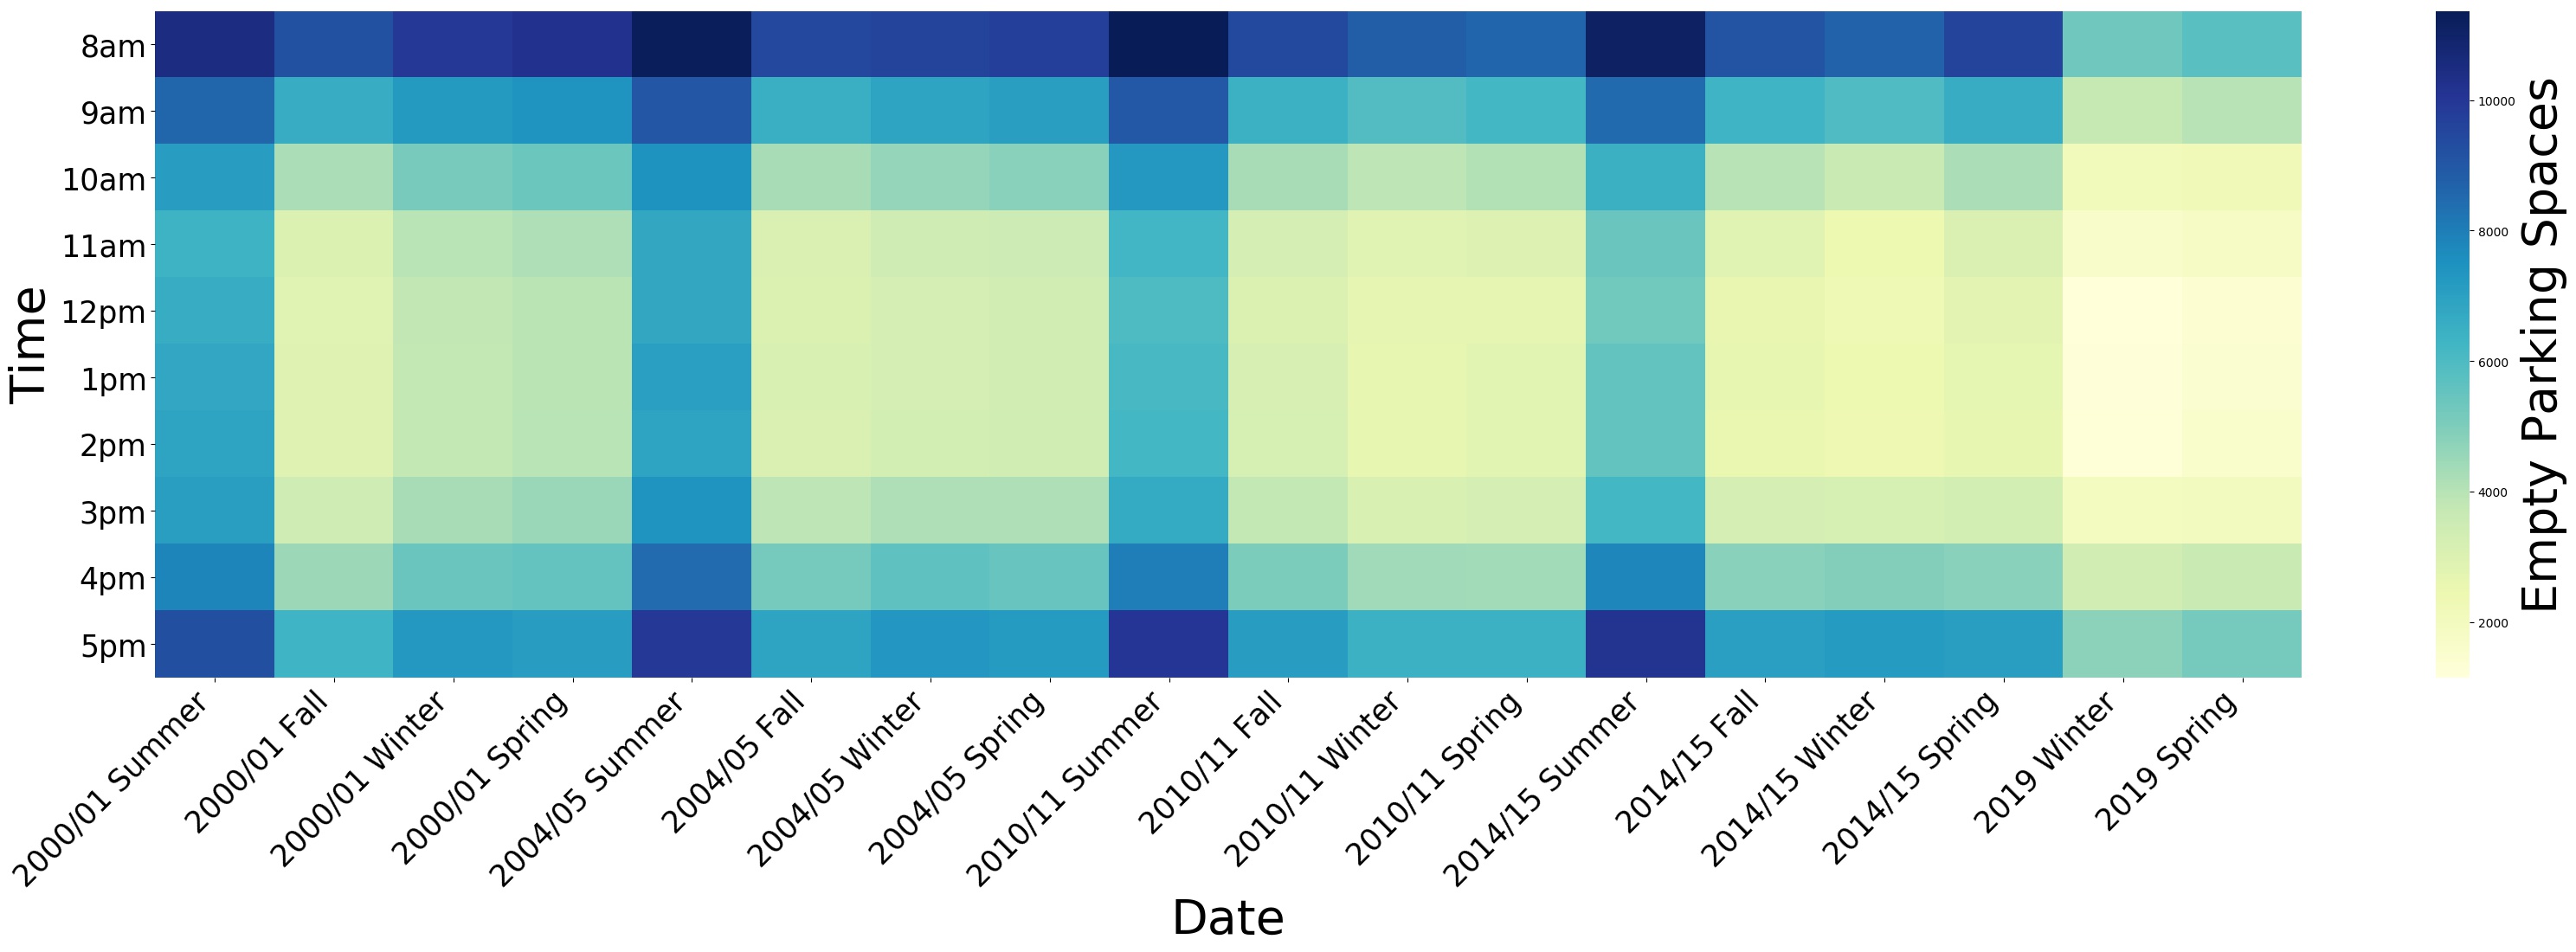 Time
8am
9am
10am
11am
12pm
1pm
2pm
3pm
4pm
5pm
2000/01 Summer
2000/01 Fall
2000/01 Winter
2000/01 Spring
2004/05 Summer
2004/05 Fall
2004/05 Winter
2004/05 Spring
2010/11 Summer
2010/11 Fall
2010/11 Winter
2010/11 Spring
2014/15 Summer
2014/15 Fall
2014/15 Winter
2014/15 Spring
2019 Winter
2019 Spring
Date
10000
8000
6000
4000
2000
Empty Parking Spaces